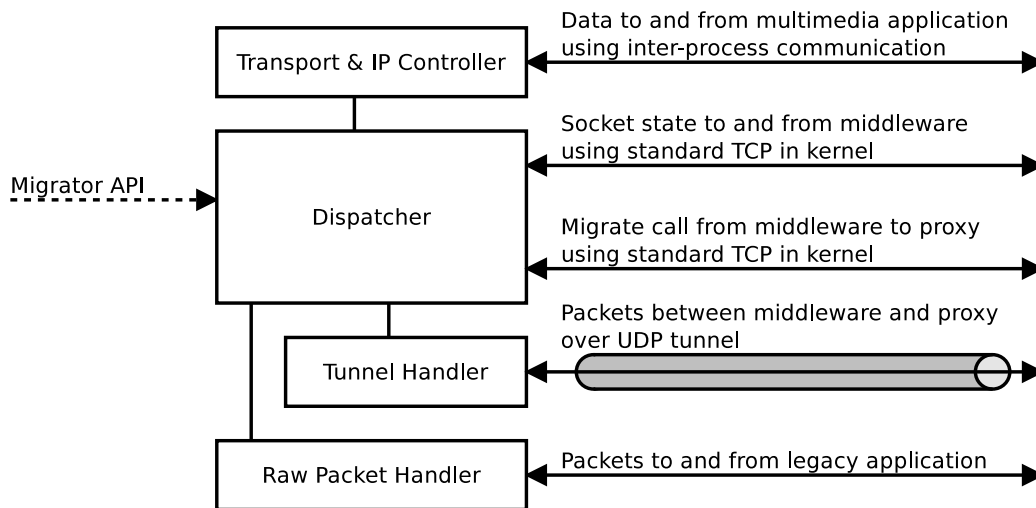 Data to and from multimedia application
using inter-process communication
Transport & IP Controller
Socket state to and from middleware
using standard TCP in kernel
Migrator API
Dispatcher
Migrate call from middleware to proxy
using standard TCP in kernel
Packets between middleware and proxy
over UDP tunnel
Tunnel Handler
Raw Packet Handler
Packets to and from legacy application